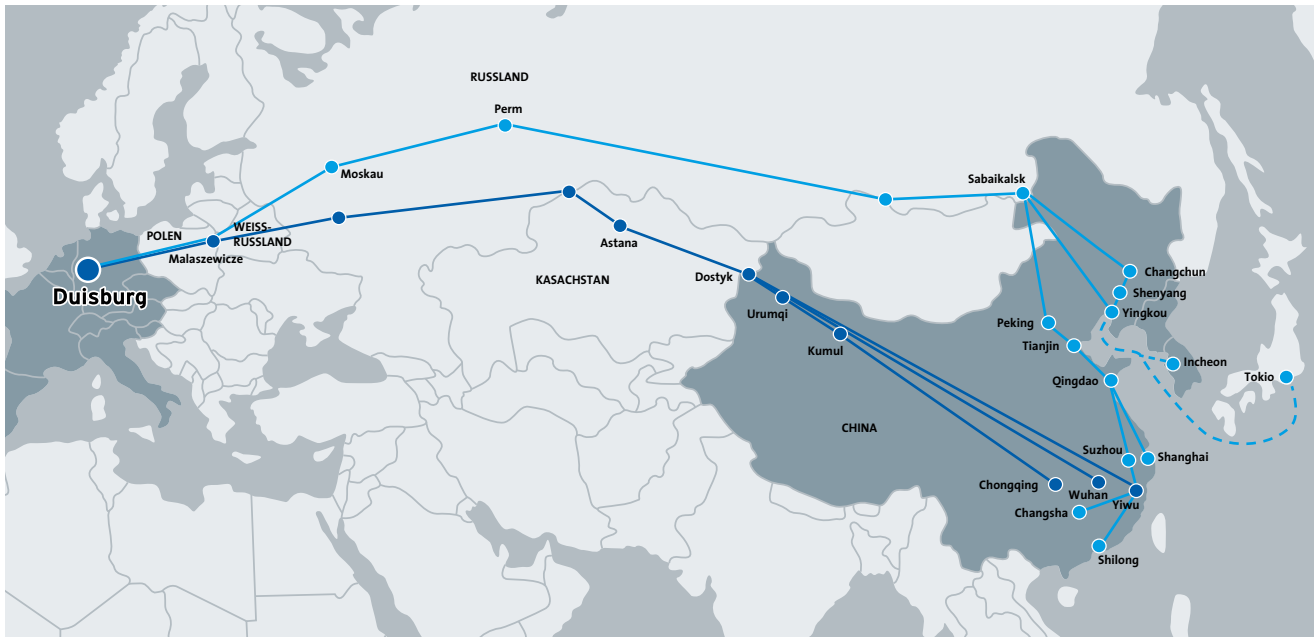 RUSSLAND
Perm
Moskau
Sabaikalsk
POLEN
WEISS-
RUSSLAND
Malaszewicze
Astana
Duisburg
KASACHSTAN
Dostyk
Urumqi
Kumul
Changchun
Shenyang
Yingkou
Peking
Tianjin
Incheon
Qingdao
Tokio
CHINA
Suzhou
Shanghai
Chongqing
Wuhan
Yiwu
Changsha
Shilong